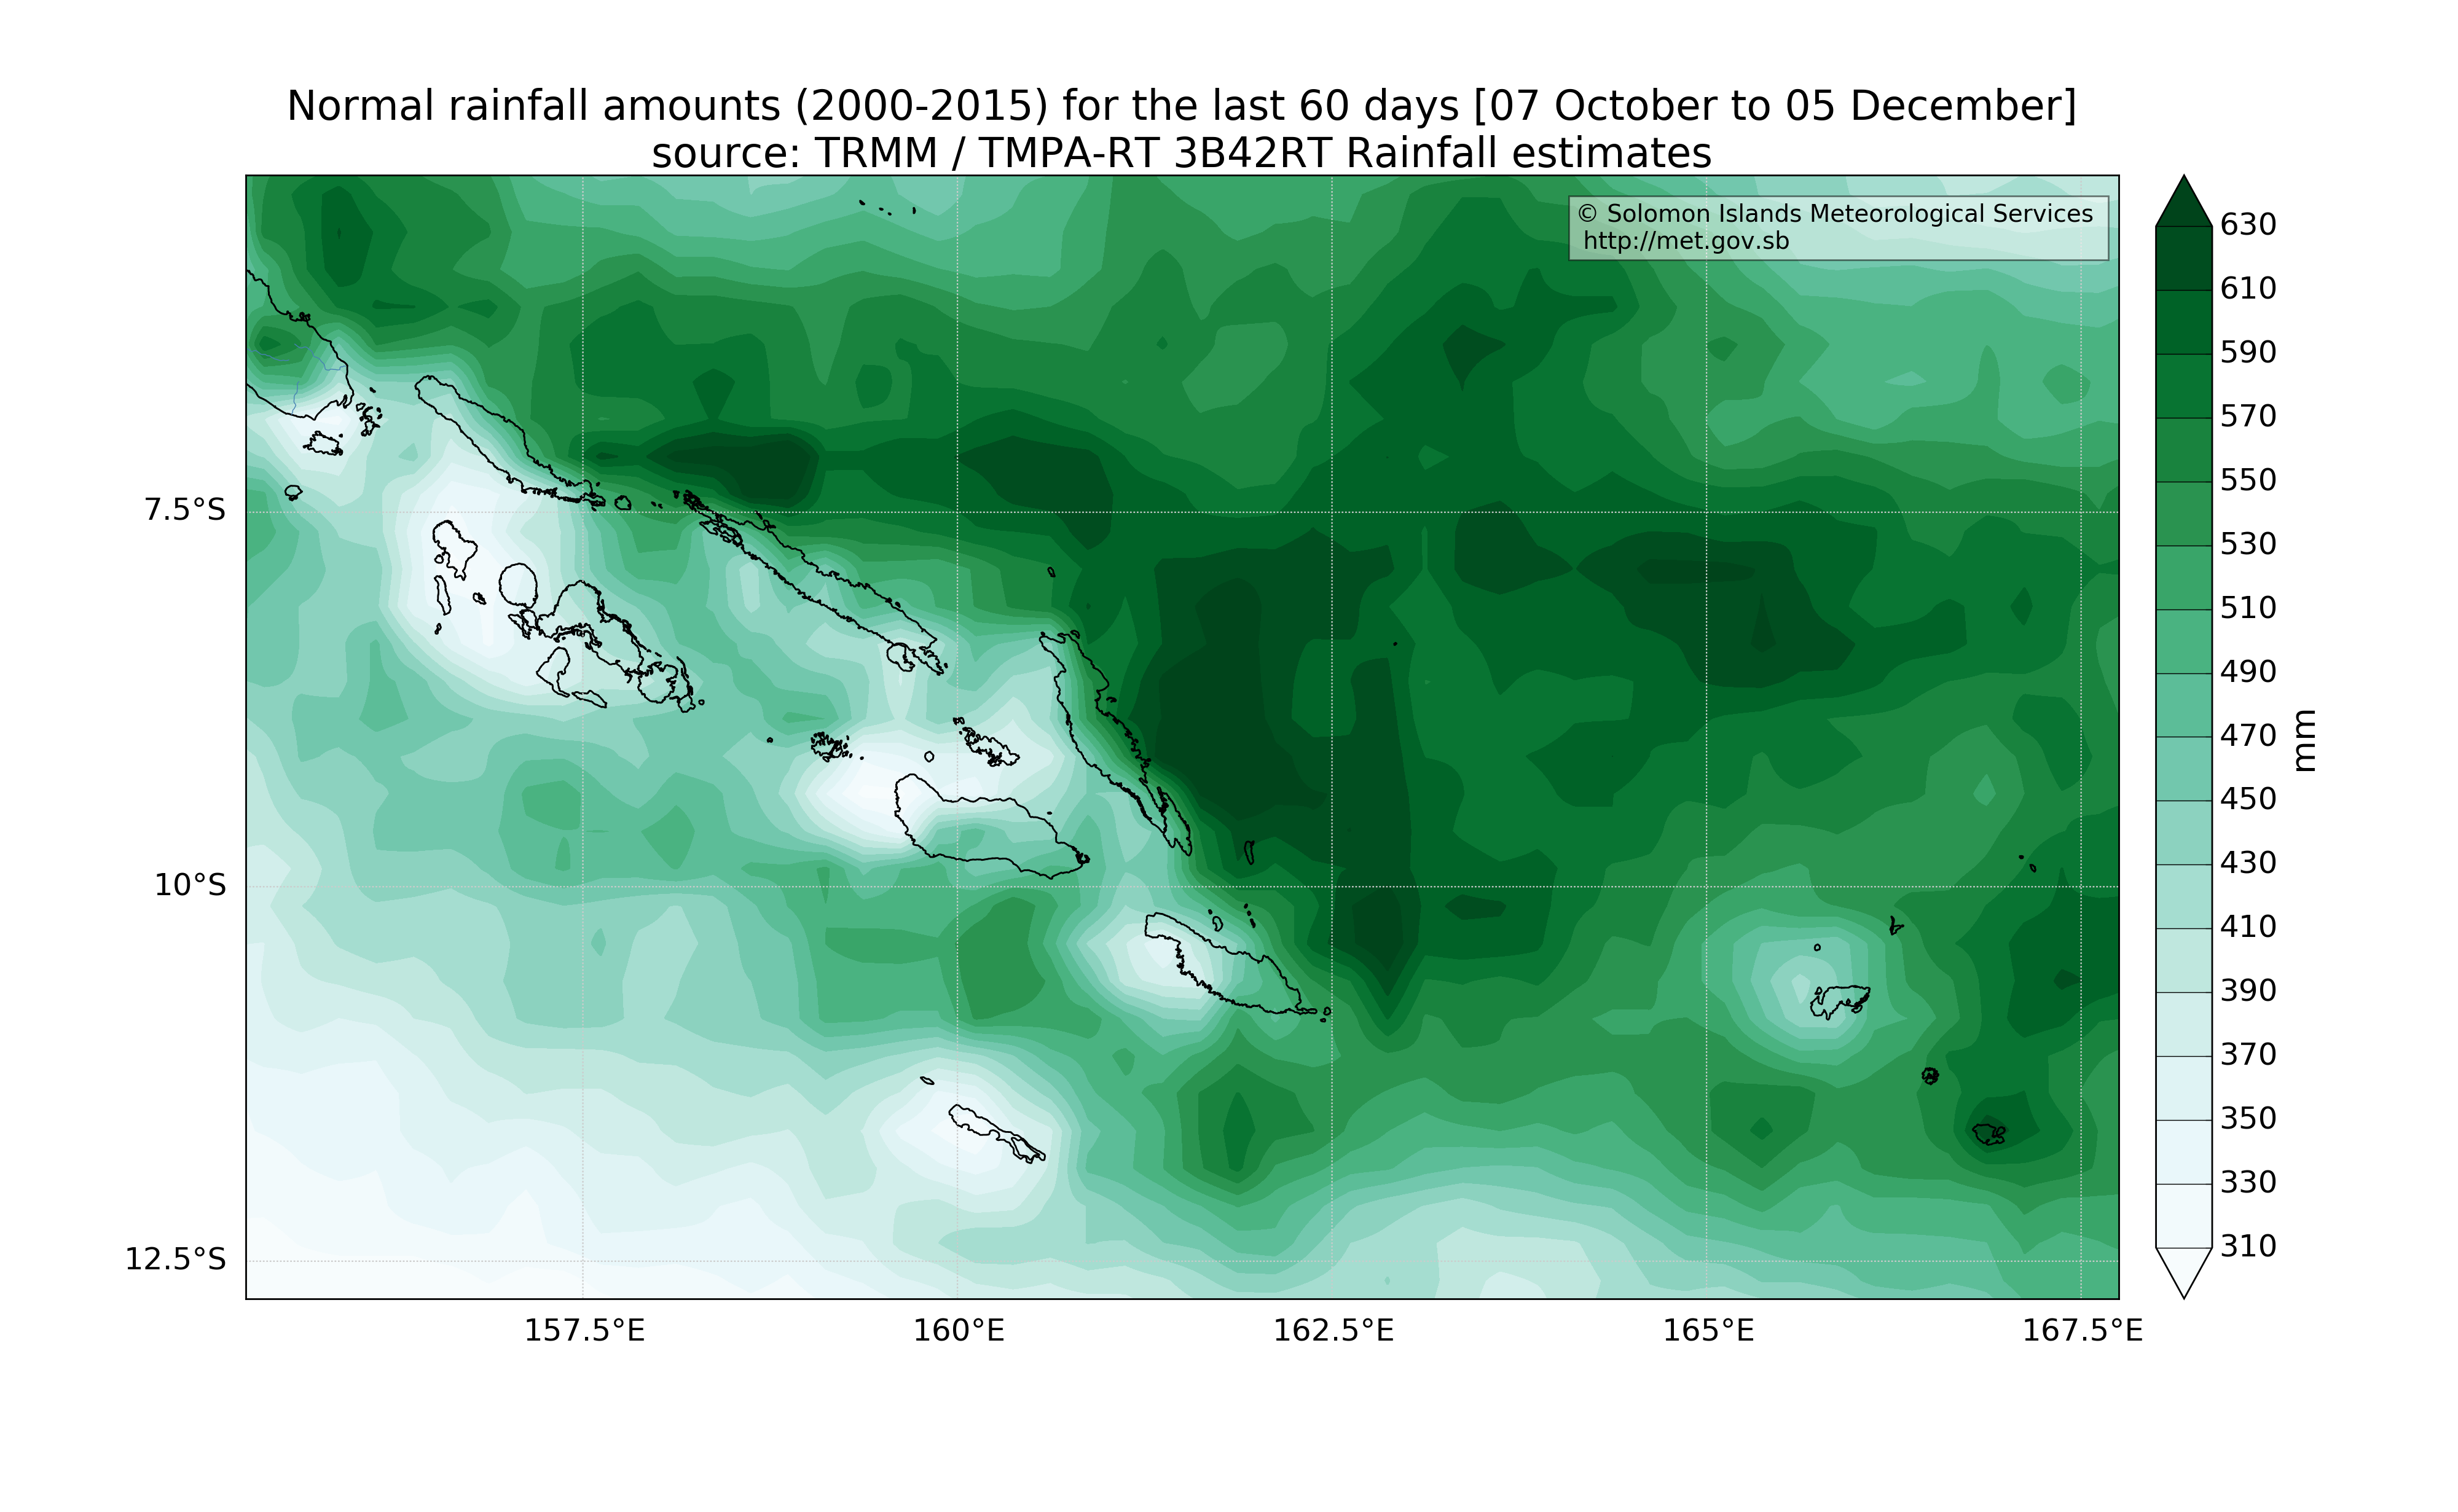 Normal rainfall amounts (2000-2015) for the last 60 days [07 October to 05 December]
source: TRMM / TMPA-RT 3B42RT Rainfall estimates
© Solomon Islands Meteorological Services
http://met.gov.sb
7.5°S
10°S
12.5°S
157.5°E
160°E
162.5°E
165°E
167.5°E
630
610
590
570
550
530
510
490
470
450
430
410
390
370
350
330
310
mm